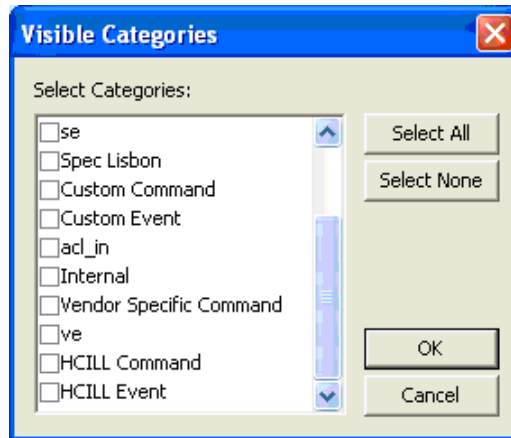 Visible Categories
Select Categories:
se
Spec Lisbon
Custom Command
Custom Event
acl_in
Internal
Vendor Specific Command
ve
HCILL Command
HCILL Event
Select All
Select None
OK
Cancel